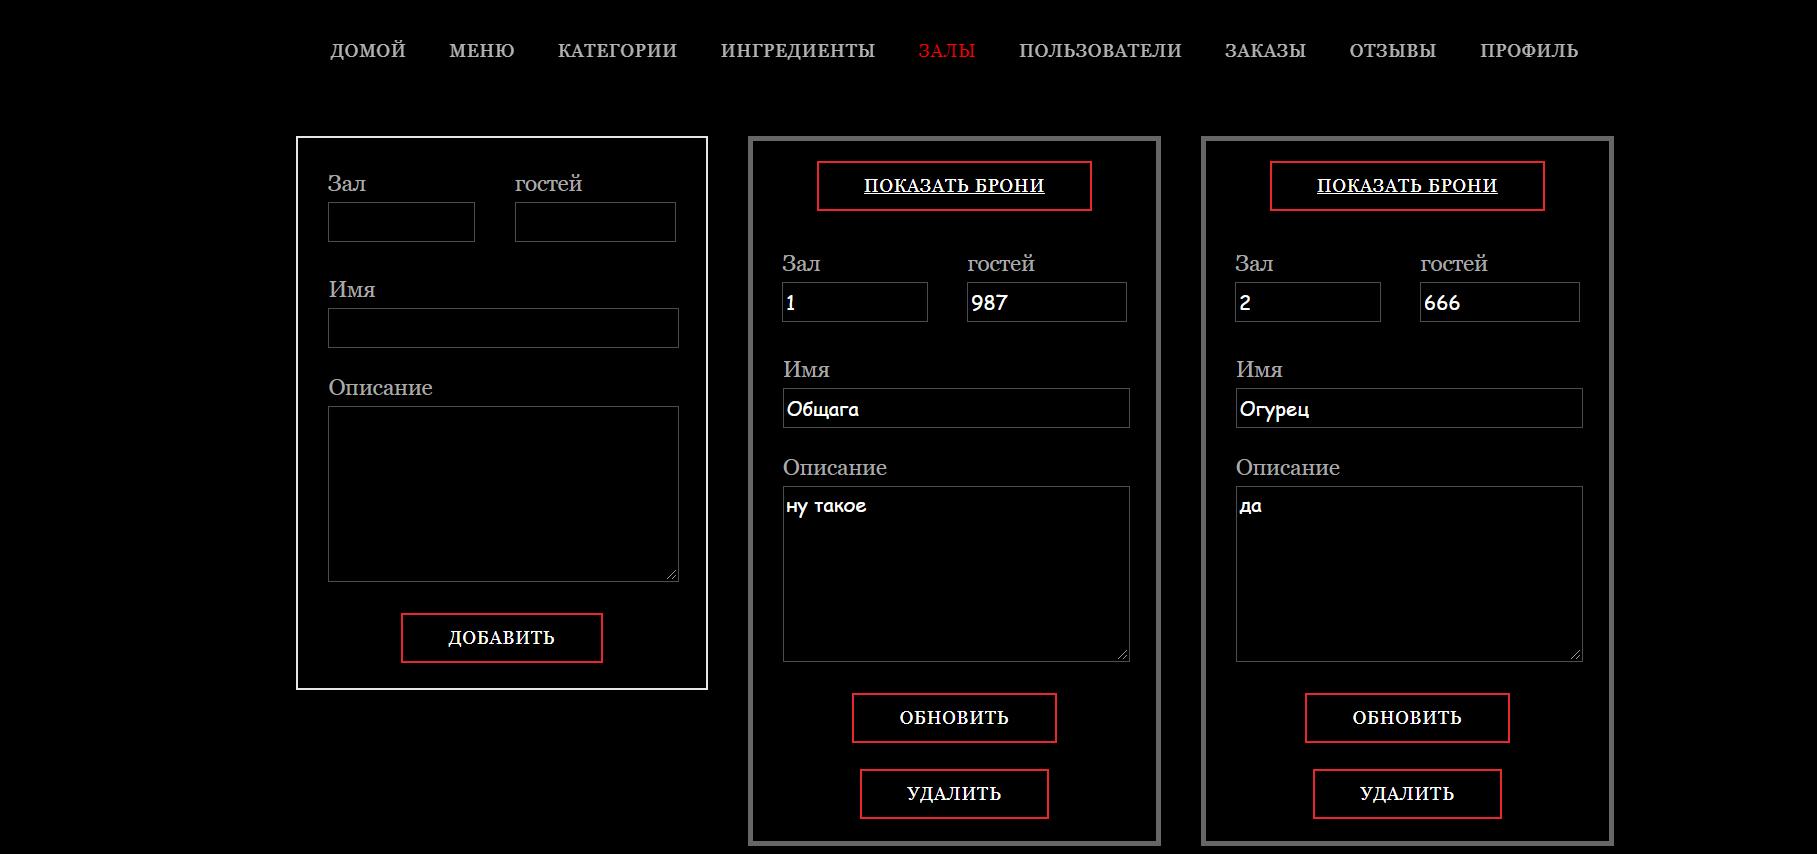 ДОМОЙ МЕНЮ КАТЕГОРИИ ИНГРЕДИЕНТЫ ЗАЛЫ ПОЛЬЗОВАТЕЛИ ЗАКАЗЫ ОТЗЫВЫ ПРОФИЛЬ
Зал гостей
Имя
Описание
ДОБАВИТЬ
ПОКАЗАТЬ БРОНИ
Зал гостей
1 987
Имя
Общага
Описание
ну такое
ОБНОВИТЬ
УДАЛИТЬ
ПОКАЗАТЬ БРОНИ
Зал гостей
2 666
Имя
Огурец
Описание
да
ОБНОВИТЬ
УДАЛИТЬ